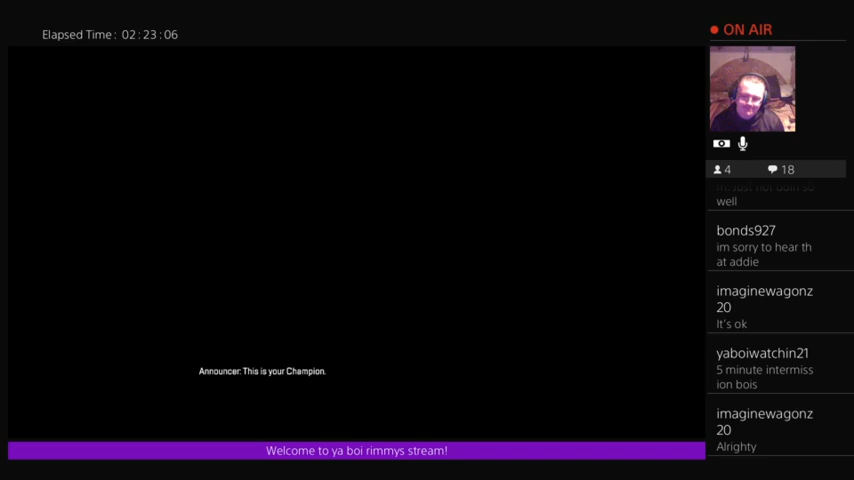 Elapsed Time: 02:23:06
ON AIR
4 18
well
bonds927
im sorry to hear th
at addie
imaginewagonz
20
It's ok
yaboiwatchin21
5 minute intermiss
ion bois
imaginewagonz
20
Alrighty
Announcer: This is your Champion.
Welcome to ya boi rimmys stream!